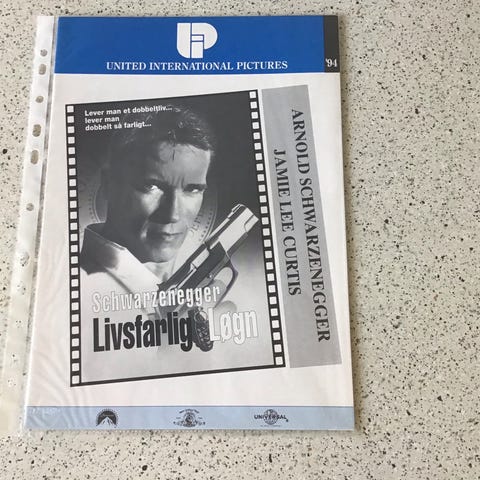 UIP
UNITED INTERNATIONAL PICTURES
'94
Lever man et dobbeltliv...
lever man
dobbelt så farligt...
ARNOLD SCHWARZENEGGER
JAMIE LEE CURTIS
Schwarzenegger
Livsfarlig Løgn
UNIVERSAL